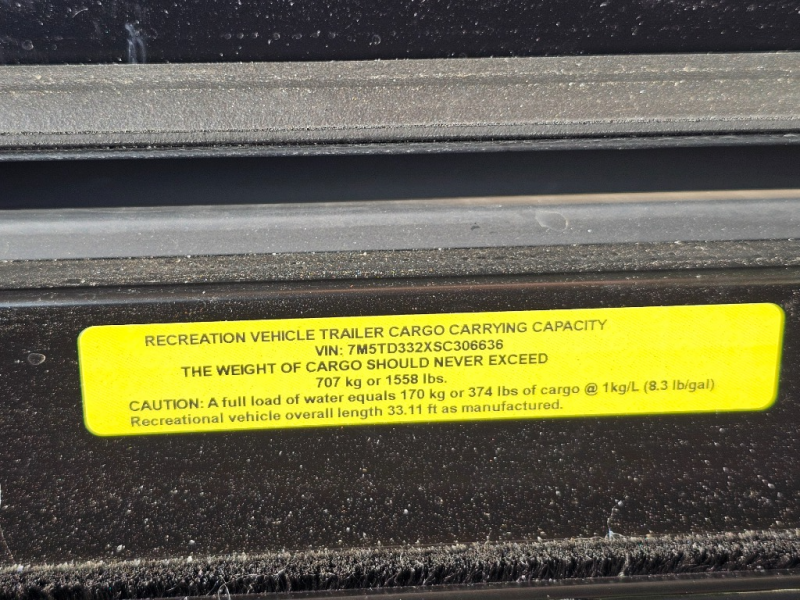 RECREATION VEHICLE TRAILER CARGO CARRYING CAPACITY
VIN: 7M5TD332XSC306636
THE WEIGHT OF CARGO SHOULD NEVER EXCEED
707 kg or 1558 lbs.
CAUTION: A full load of water equals 170 kg or 374 lbs of cargo @ 1kg/L (8.3 lb/gal)
Recreational vehicle overall length 33.11 ft as manufactured.